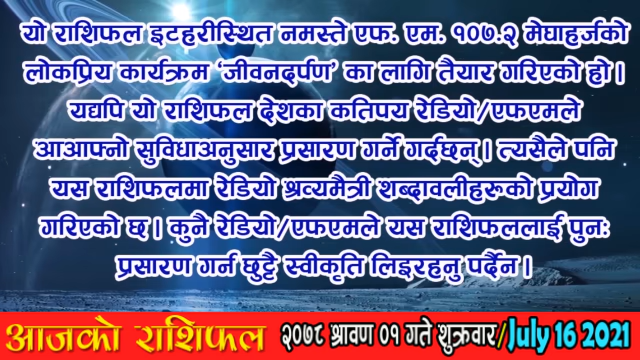 यो राशिफल इटहरीस्थित नमस्ते एफ. एम. १०७.२ मेघाहर्जको
लोकप्रिय कार्यक्रम ‘जीवनदर्पण’ का लागि तैयार गरिएको हो।
यद्यपि यो राशिफल देशका कतिपय रेडियो/एफएमले
आआफ्नो सुविधाअनुसार प्रसारण गर्ने गर्दछन्। त्यसैले पनि
यस राशिफलमा रेडियो श्रव्यमैत्री शब्दावलीहरूको प्रयोग
गरिएको छ। कुनै रेडियो/एफएमले यस राशिफललाई पुनः
प्रसारण गर्न छुट्टै स्वीकृति लिइरहनु पर्दैन।
आजको राशिफल २०७८ श्रावण ०१ गते शुक्रवार/July 16 2021